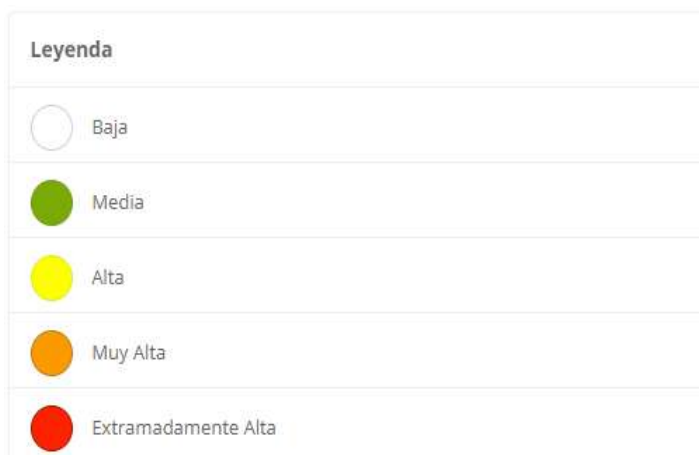 Leyenda
Baja
Media
Alta
Muy Alta
Extramadamente Alta